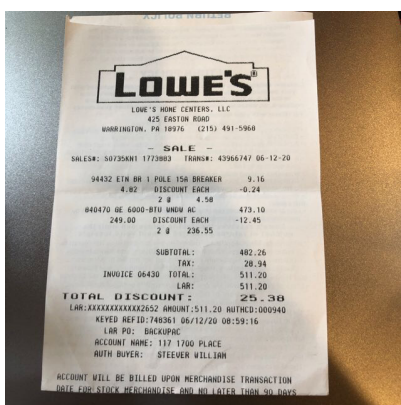 RETURN POLICY
LOWE'S®
LOWE'S HOME CENTERS, LLC
425 EASTON ROAD
WARRINGTON, PA 18976 (215) 491-5960
- SALE -
SALES#: S0735KN1 1773883 TRANS#: 43966747 06-12-20
94432 ETN BR 1 POLE 15A BREAKER 9.16
4.82 DISCOUNT EACH -0.24
2 @ 4.58
840470 GE 6000-BTU WNDW AC 473.10
249.00 DISCOUNT EACH -12.45
2 @ 236.55
SUBTOTAL: 482.26
TAX: 28.94
INVOICE 06430 TOTAL: 511.20
LAR: 511.20
TOTAL DISCOUNT: 25.38
LAR:XXXXXXXXXXXX2652 AMOUNT:511.20 AUTHCD:000940
KEYED REFID:748361 06/12/20 08:59:16
LAR PO: BACKUPAC
ACCOUNT NAME: 117 1700 PLACE
AUTH BUYER: STEEVER WILLIAM
ACCOUNT WILL BE BILLED UPON MERCHANDISE TRANSACTION
DATE FOR STOCK MERCHANDISE AND NO LATER THAN 90 DAYS